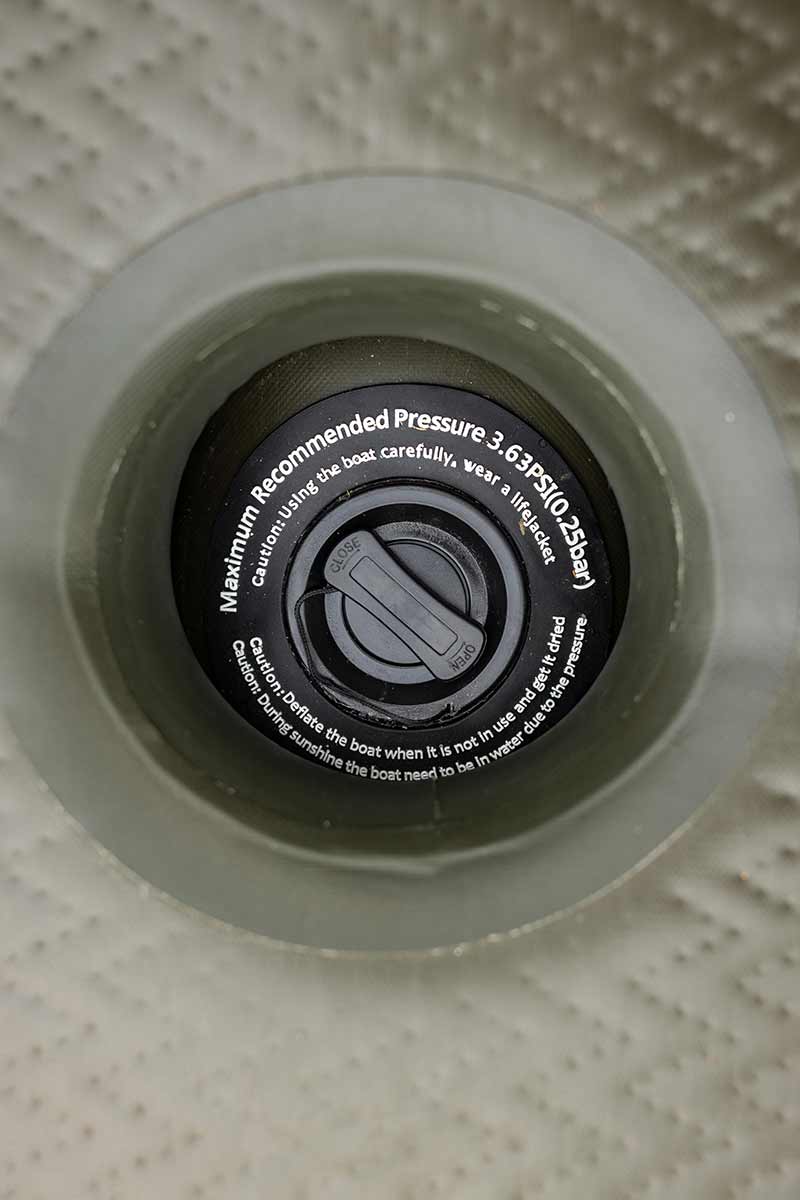 Maximum Recommended Pressure 3.63PSI(0.25bar)
Caution: Using the boat carefully, wear a lifejacket
CLOSE
OPEN
Caution: Deflate the boat when it is not in use and get it dried
Caution: During sunshine the boat need to be in water due to the pressure